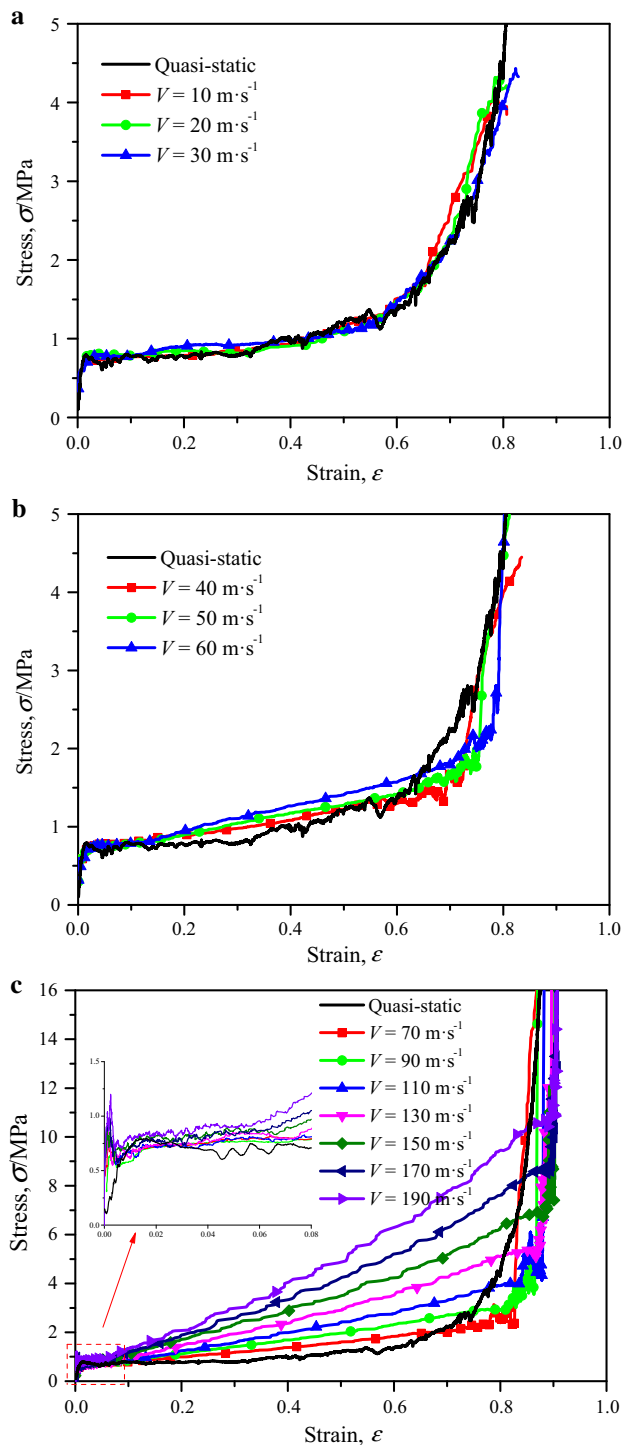 a
5
4
3
2
1
0
Stress, σ/MPa
Quasi-static
V = 10 m·s⁻¹
V = 20 m·s⁻¹
V = 30 m·s⁻¹
0.0 0.2 0.4 0.6 0.8 1.0
Strain, ε
b
5
4
3
2
1
0
Stress, σ/MPa
Quasi-static
V = 40 m·s⁻¹
V = 50 m·s⁻¹
V = 60 m·s⁻¹
0.0 0.2 0.4 0.6 0.8 1.0
Strain, ε
c
16
14
12
10
8
6
4
2
0
Stress, σ/MPa
1.5
1.0
0.5
0.0
0.00 0.02 0.04 0.06 0.08
Quasi-static
V = 70 m·s⁻¹
V = 90 m·s⁻¹
V = 110 m·s⁻¹
V = 130 m·s⁻¹
V = 150 m·s⁻¹
V = 170 m·s⁻¹
V = 190 m·s⁻¹
0.0 0.2 0.4 0.6 0.8 1.0
Strain, ε